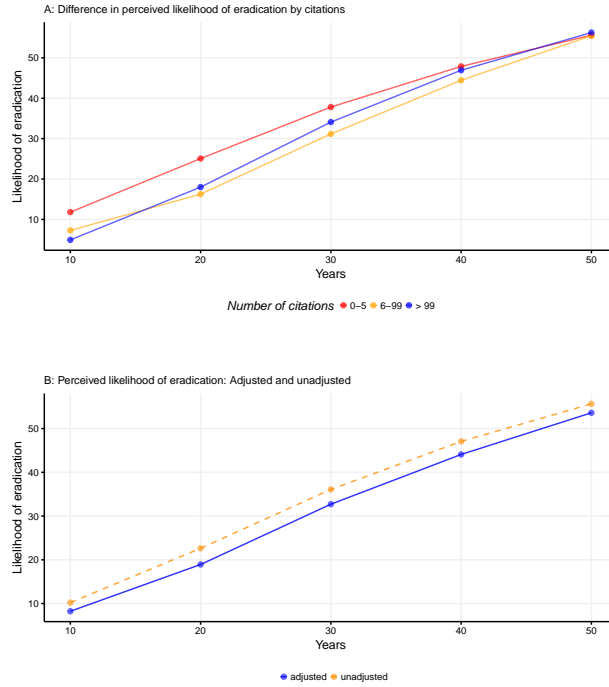 A: Difference in perceived likelihood of eradication by citations
50
40
30
20
10
Likelihood of eradication
10 20 30 40 50
Years
Number of citations 0−5 6−99 > 99
B: Perceived likelihood of eradication: Adjusted and unadjusted
50
40
30
20
10
Likelihood of eradication
10 20 30 40 50
Years
adjusted unadjusted